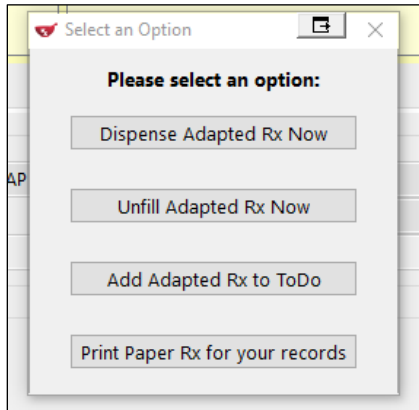 Select an Option
Please select an option:
Dispense Adapted Rx Now
AP
Unfill Adapted Rx Now
Add Adapted Rx to ToDo
Print Paper Rx for your records